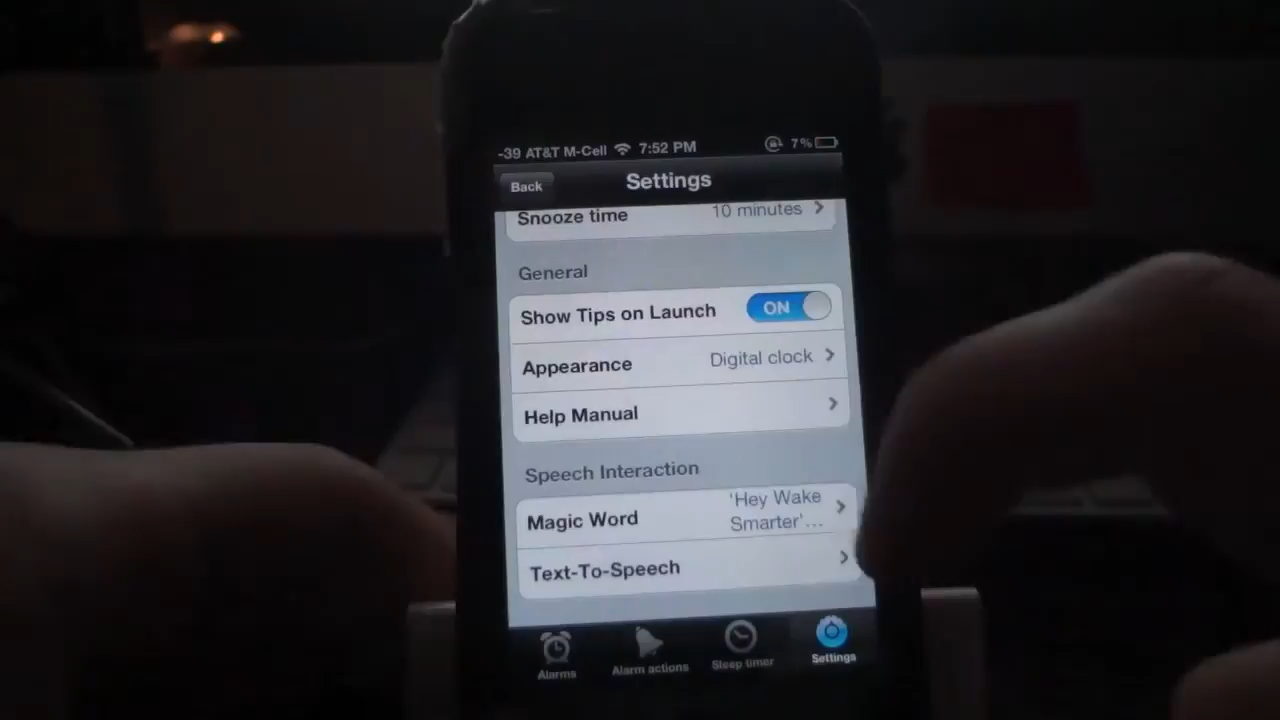 -39 AT&T M-Cell 7:52 PM 7%
Back Settings
Snooze time 10 minutes
General
Show Tips on Launch ON
Appearance Digital clock
Help Manual
Speech Interaction
Magic Word 'Hey Wake
Smarter'...
Text-To-Speech
Alarms Alarm actions Sleep timer Settings